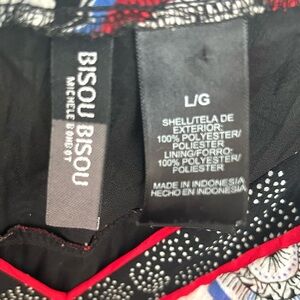 BISOU BISOU
MICHELE BOHBOT
L/G
SHELL/TELA DE
EXTERIOR:
100% POLYESTER/
POLIESTER
LINING/FORRO:
100% POLYESTER/
POLIESTER
MADE IN INDONESIA
HECHO EN INDONESIA